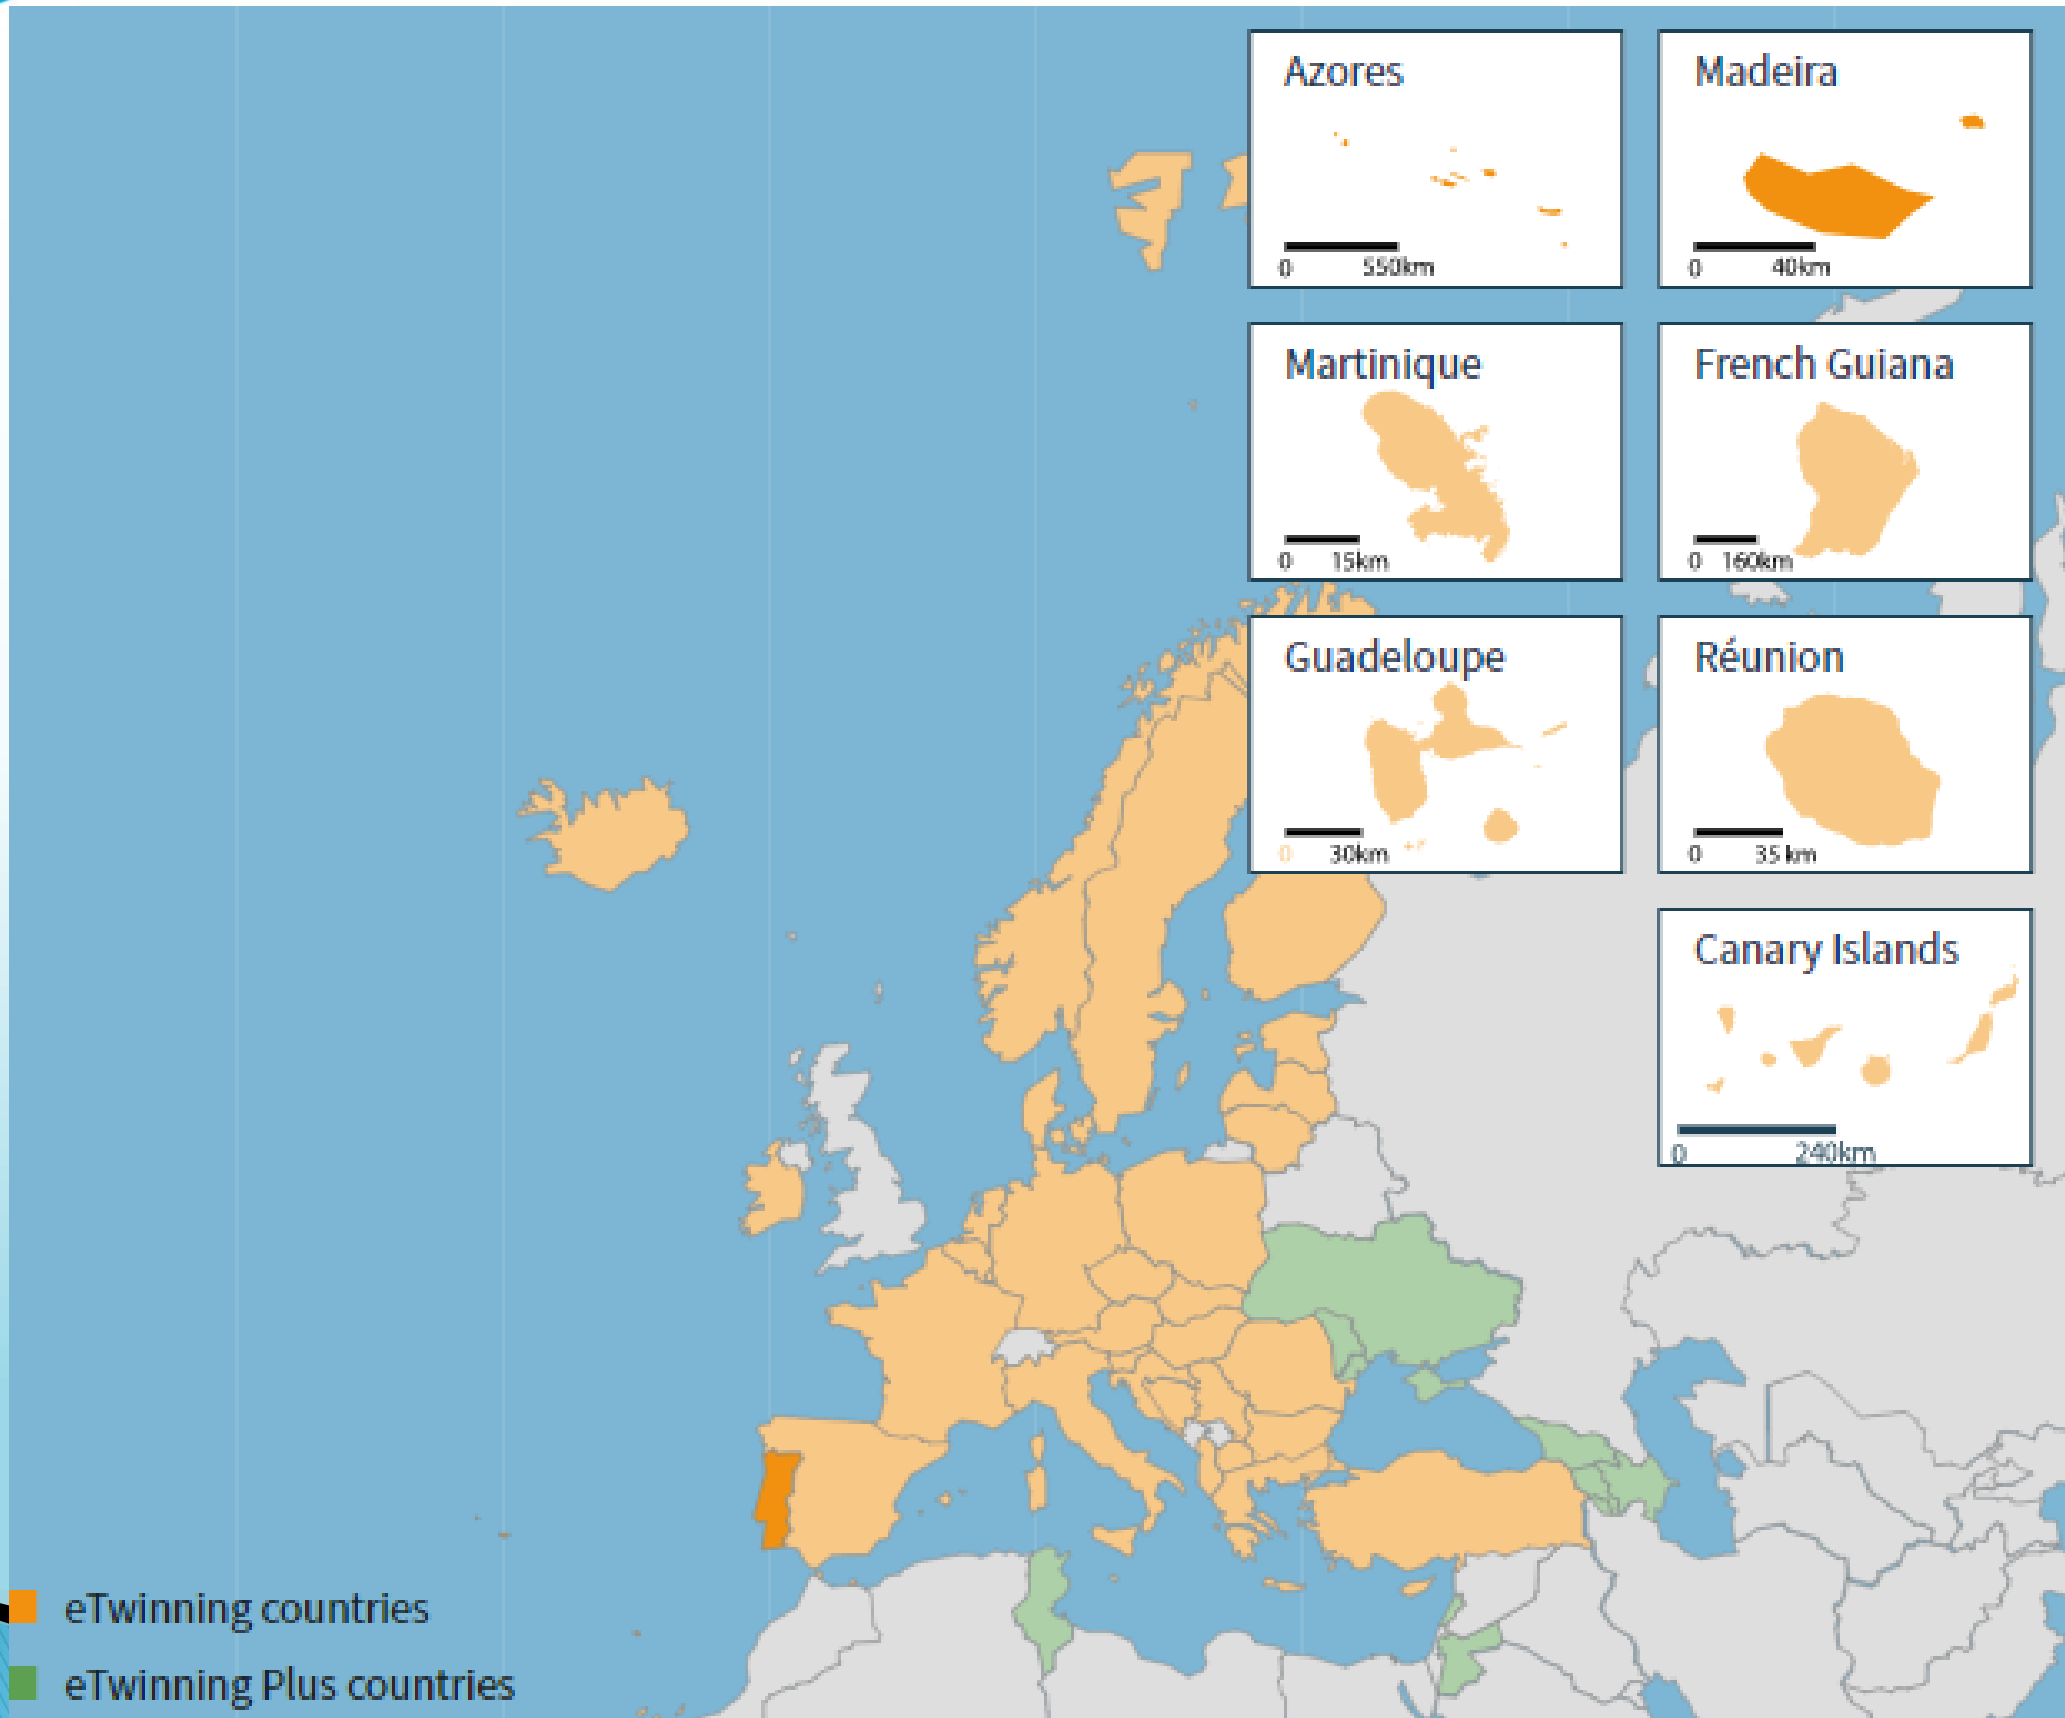 Azores
0 550km
Madeira
0 40km
Martinique
0 15km
French Guiana
0 160km
Guadeloupe
0 30km
Réunion
0 35 km
Canary Islands
0 240km
eTwinning countries
eTwinning Plus countries